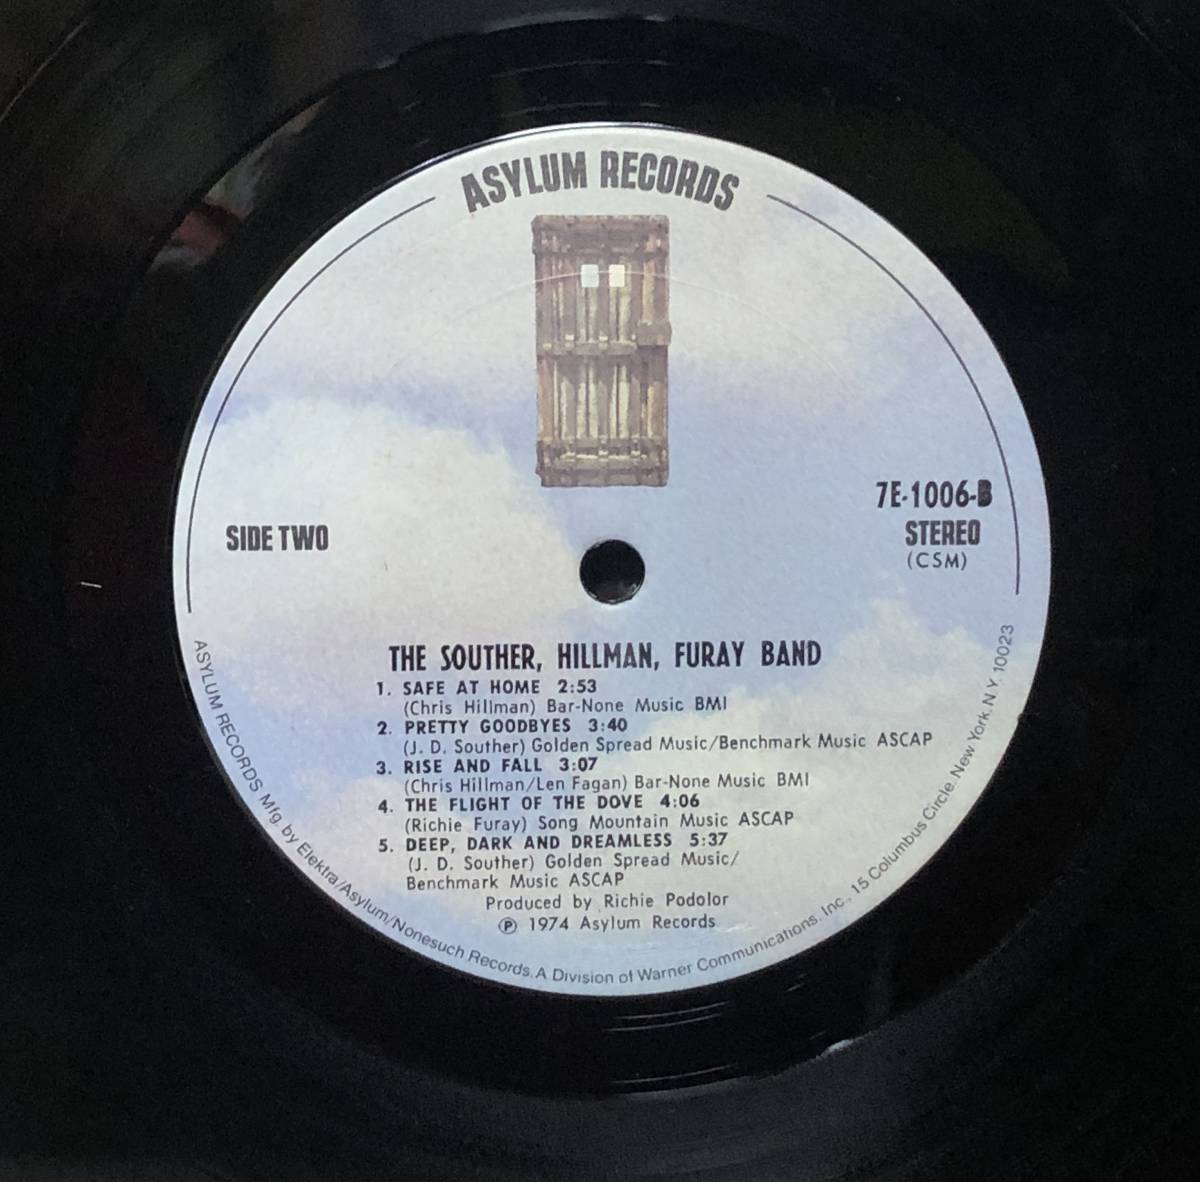 ASYLUM RECORDS
7E-1006-B
SIDE TWO
STEREO
(CSM)
THE SOUTHER, HILLMAN, FURAY BAND
1. SAFE AT HOME 2:53
(Chris Hillman) Bar-None Music BMI
2. PRETTY GOODBYES 3:40
(J. D. Souther) Golden Spread Music/Benchmark Music ASCAP
3. RISE AND FALL 3:07
(Chris Hillman/Len Fagan) Bar-None Music BMI
4. THE FLIGHT OF THE DOVE 4:06
(Richie Furay) Song Mountain Music ASCAP
5. DEEP, DARK AND DREAMLESS 5:37
(J. D. Souther) Golden Spread Music/
Benchmark Music ASCAP
Produced by Richie Podolor
℗ 1974 Asylum Records
ASYLUM RECORDS Mfg. by Elektra/Asylum/Nonesuch Records. A Division of Warner Communications, Inc., 15 Columbus Circle. New York, N.Y. 10023